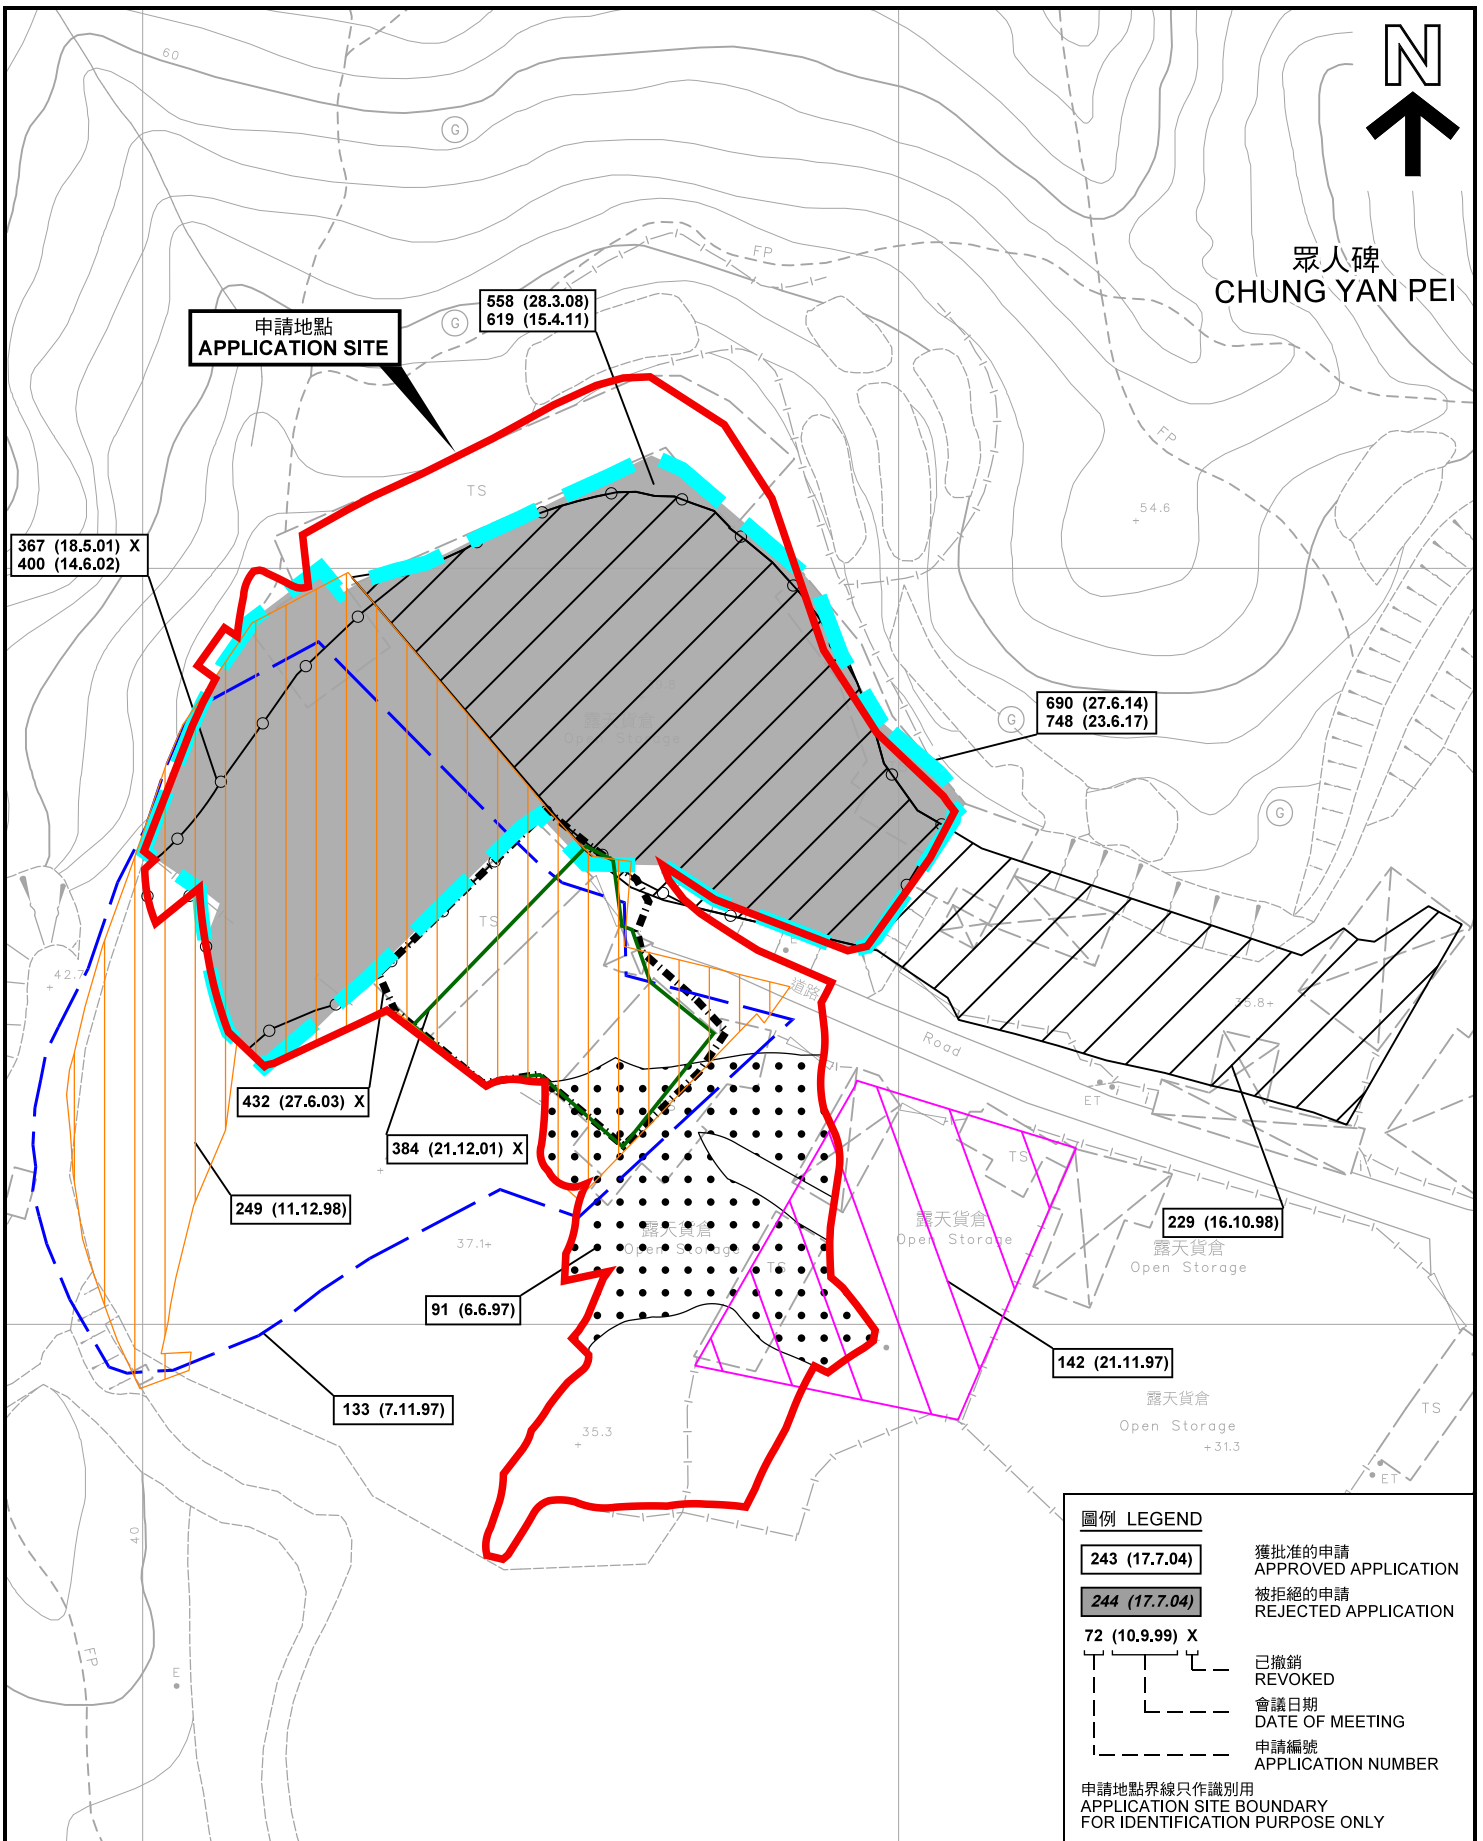 60
G
N
眾人碑
CHUNG YAN PEI
FP
558 (28.3.08)
619 (15.4.11)
申請地點
APPLICATION SITE
G
FP
TS
54.6
367 (18.5.01) X
400 (14.6.02)
690 (27.6.14)
748 (23.6.17)
G
露天貨倉
Open Storage
G
TS
42.7
道路
Road
35.8
ET
432 (27.6.03) X
384 (21.12.01) X
TS
249 (11.12.98)
229 (16.10.98)
37.1
露天貨倉
Open Storage
露天貨倉
Open Storage
露天貨倉
Open Storage
TS
91 (6.6.97)
142 (21.11.97)
133 (7.11.97)
露天貨倉
Open Storage
31.3
TS
ET
35.3
40
FP
E
圖例 LEGEND
243 (17.7.04)
獲批准的申請
APPROVED APPLICATION
244 (17.7.04)
被拒絕的申請
REJECTED APPLICATION
72 (10.9.99) X
已撤銷
REVOKED
會議日期
DATE OF MEETING
申請編號
APPLICATION NUMBER
申請地點界線只作識別用
APPLICATION SITE BOUNDARY
FOR IDENTIFICATION PURPOSE ONLY